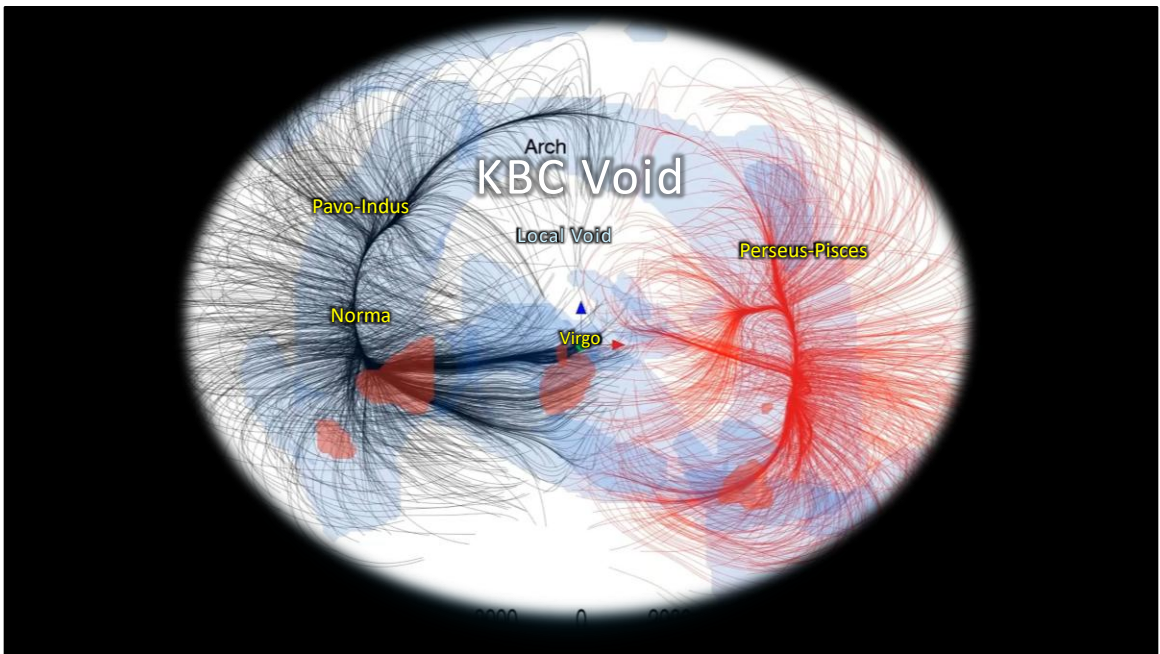 Arch
KBC Void
Pavo-Indus
Local Void
Perseus-Pisces
Norma
Virgo
0